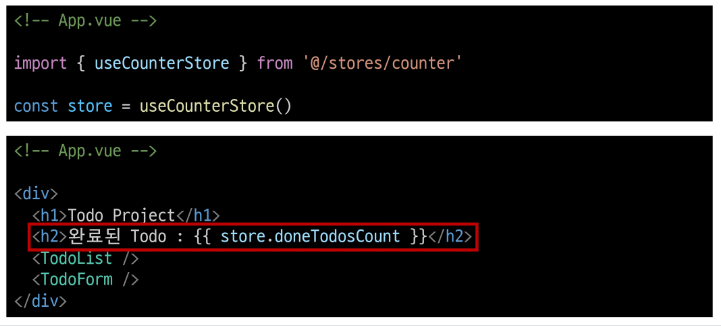 <!-- App.vue -->
import { useCounterStore } from '@/stores/counter'
const store = useCounterStore()
<!-- App.vue -->
<div>
<h1>Todo Project</h1>
<h2>완료된 Todo : {{ store.doneTodosCount }}</h2>
<TodoList />
<TodoForm />
</div>